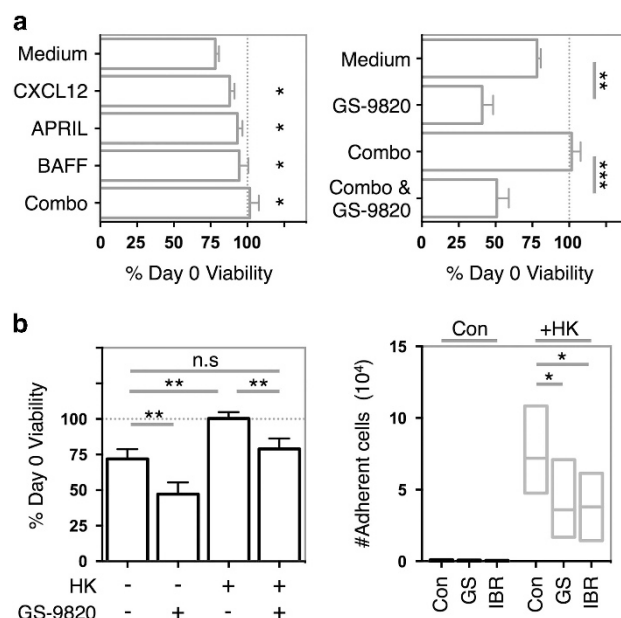 a
Medium
CXCL12
APRIL
BAFF
Combo
*
*
*
*
0 25 50 75 100
% Day 0 Viability
Medium
GS-9820
Combo
Combo &
GS-9820
**
***
0 25 50 75 100
% Day 0 Viability
b
% Day 0 Viability
100
75
50
25
0
n.s
** **
**
HK - - + +
GS-9820 - + - +
#Adherent cells (10⁴)
15
10
5
0
Con +HK
*
*
Con GS IBR Con GS IBR